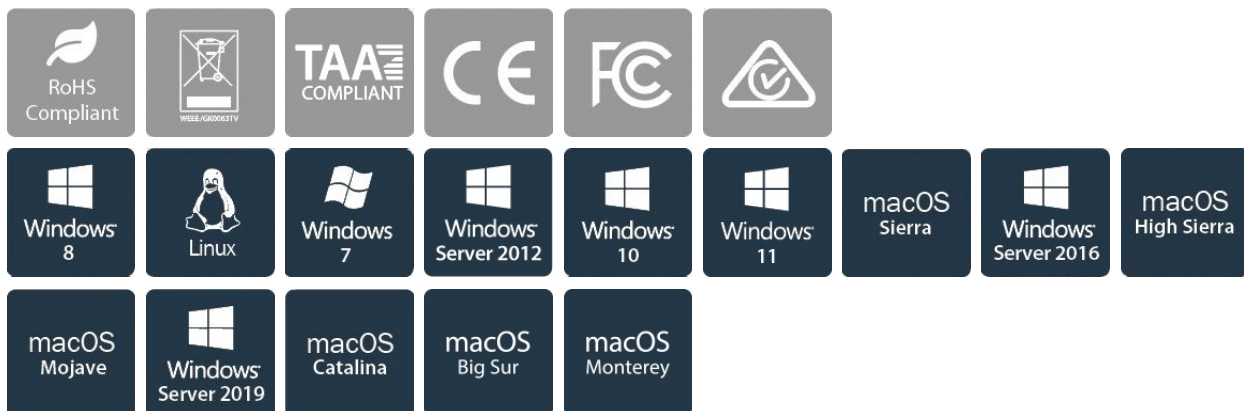 RoHS
Compliant
WEEE/GK0083TV
TAA
COMPLIANT
CE
FC
Windows
8
Linux
Windows
7
Windows
Server 2012
Windows
10
Windows
11
macOS
Sierra
Windows
Server 2016
macOS
High Sierra
macOS
Mojave
Windows
Server 2019
macOS
Catalina
macOS
Big Sur
macOS
Monterey